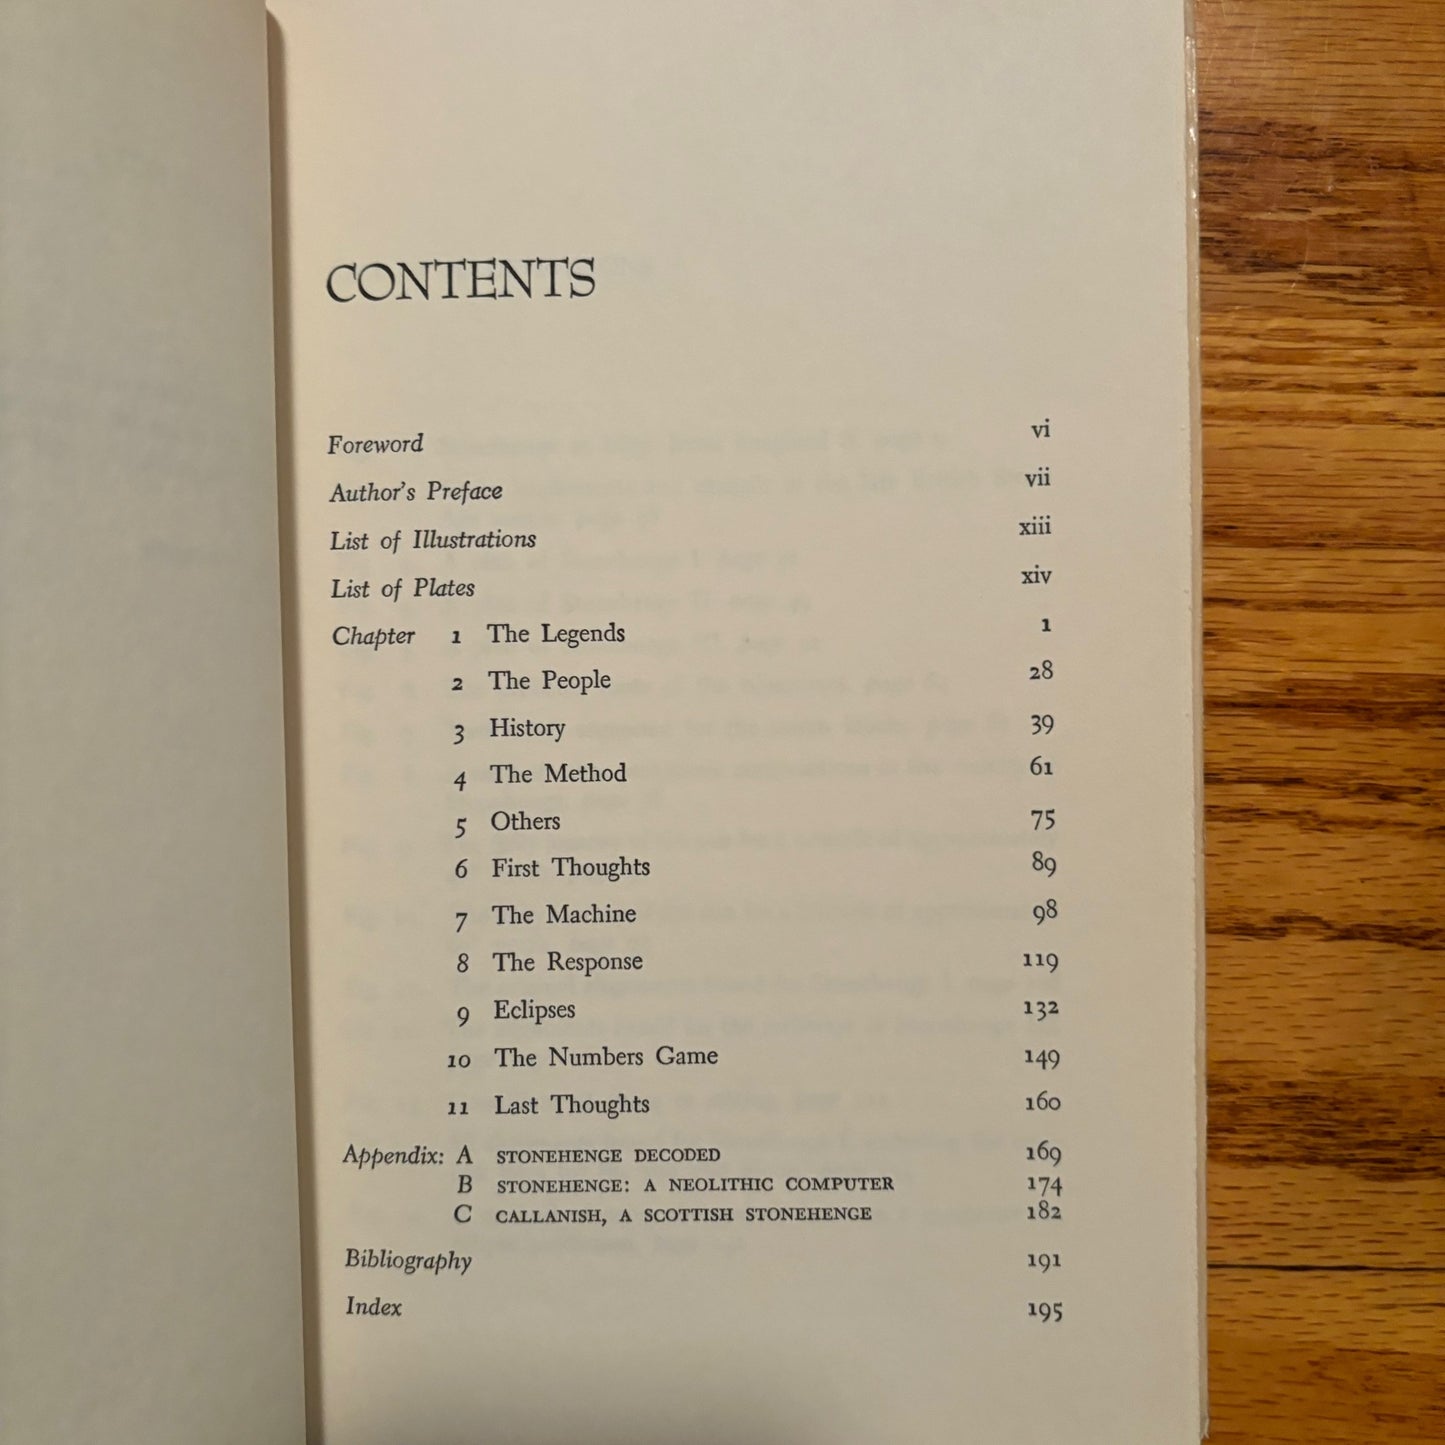 CONTENTS
Foreword vi
Author's Preface vii
List of Illustrations xiii
List of Plates xiv
Chapter 1 The Legends 1
2 The People 28
3 History 39
4 The Method 61
5 Others 75
6 First Thoughts 89
7 The Machine 98
8 The Response 119
9 Eclipses 132
10 The Numbers Game 149
11 Last Thoughts 160
Appendix: A STONEHENGE DECODED 169
B STONEHENGE: A NEOLITHIC COMPUTER 174
C CALLANISH, A SCOTTISH STONEHENGE 182
Bibliography 191
Index 195